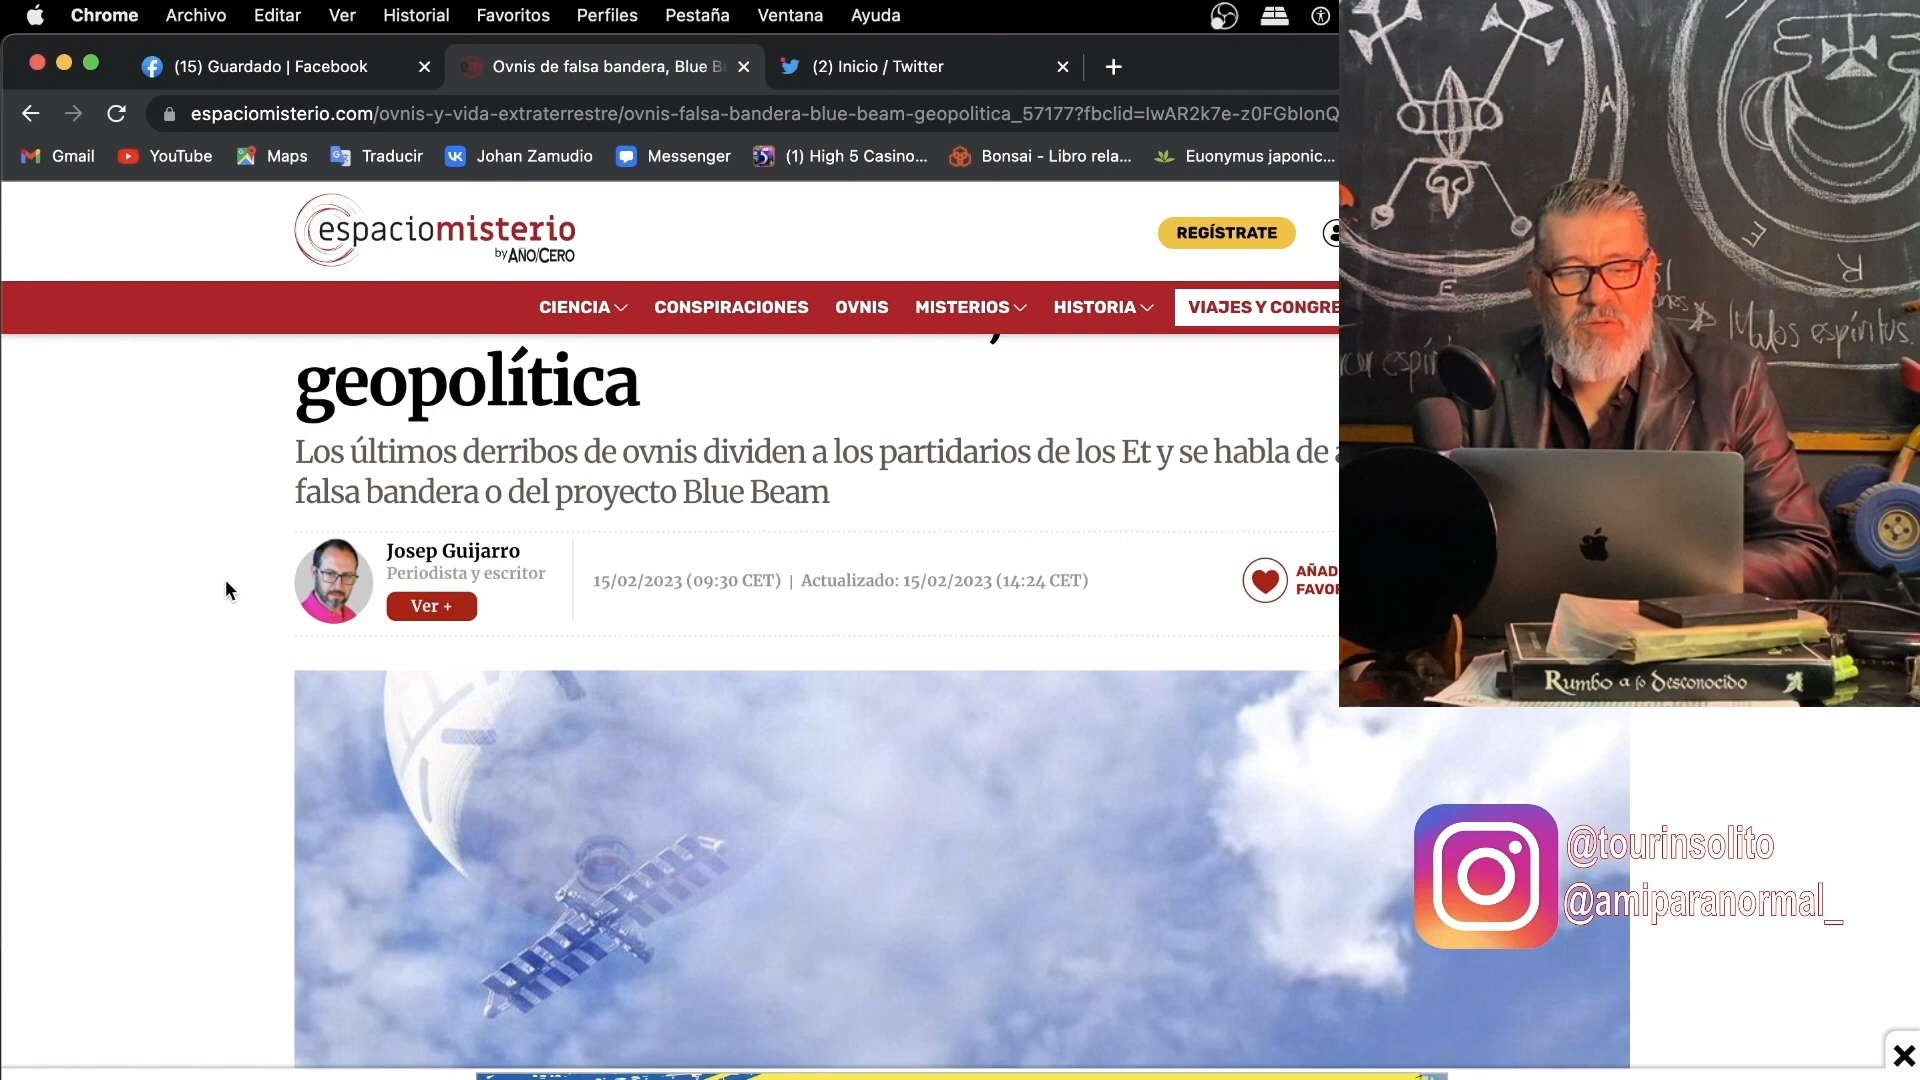 Chrome Archivo Editar Ver Historial Favoritos Perfiles Pestaña Ventana Ayuda
(15) Guardado | Facebook
Ovnis de falsa bandera, Blue B
(2) Inicio / Twitter
espaciomisterio.com/ovnis-y-vida-extraterrestre/ovnis-falsa-bandera-blue-beam-geopolitica_57177?fbclid=IwAR2k7e-z0FGbIonQ
Gmail YouTube Maps Traducir Johan Zamudio Messenger (1) High 5 Casino... Bonsai - Libro rela... Euonymus japonic...
espaciomisterio
by AÑO/CERO
REGÍSTRATE
CIENCIA CONSPIRACIONES OVNIS MISTERIOS HISTORIA VIAJES Y CONGRE
geopolítica
Los últimos derribos de ovnis dividen a los partidarios de los Et y se habla de
falsa bandera o del proyecto Blue Beam
Josep Guijarro
Periodista y escritor
Ver +
15/02/2023 (09:30 CET) | Actualizado: 15/02/2023 (14:24 CET)
AÑAD
FAVOR
A
E
E
R
Malos espíritus.
Rumbo a lo desconocido
@tourinsolito
@amiparanormal_